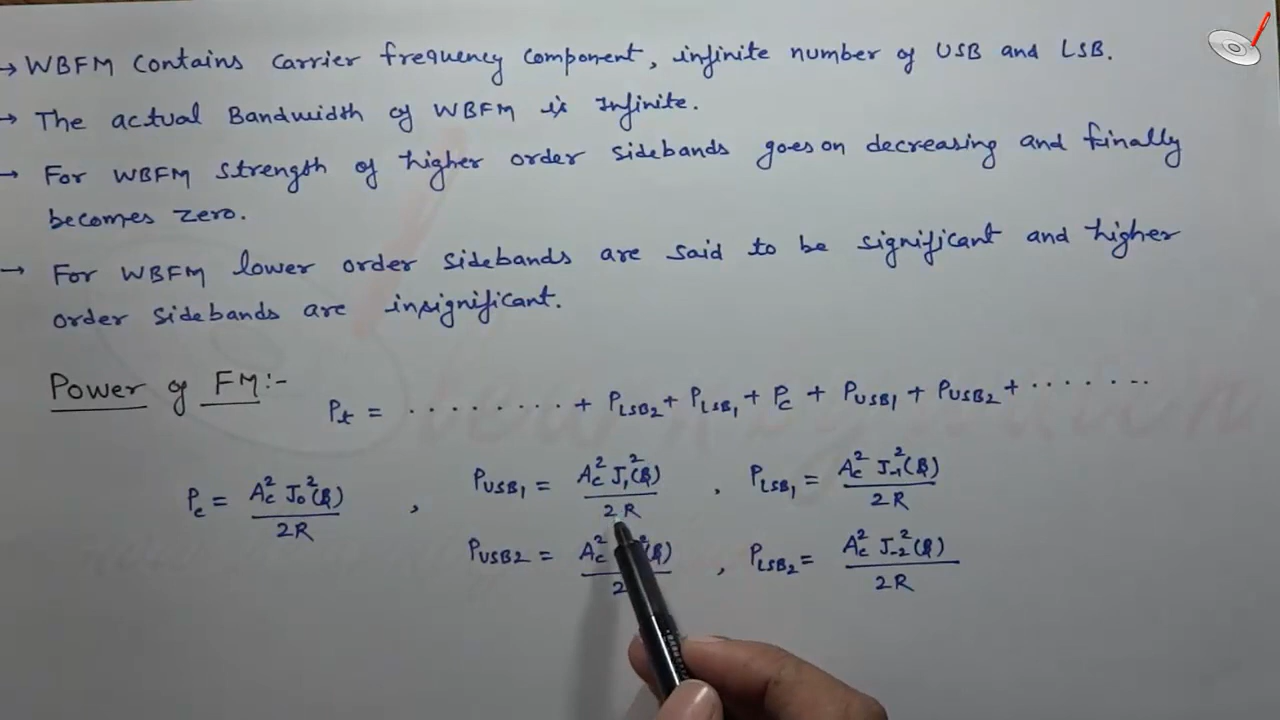 → WBFM contains carrier frequency component, infinite number of USB and LSB.
→ The actual Bandwidth of WBFM is Infinite.
→ For WBFM strength of higher order sidebands goes on decreasing and finally
becomes zero.
→ For WBFM lower order sidebands are said to be significant and higher
order sidebands are insignificant.
Power of FM:-
Pt = . . . . . . . . . + PLSB2 + PLSB1 + Pc + PUSB1 + PUSB2 + . . . . . . .
Pc = Ac² J0²(β) / 2R , PUSB1 = Ac² J1²(β) / 2R , PLSB1 = Ac² J-1²(β) / 2R
PUSB2 = Ac² ²(β) / 2 , PLSB2 = Ac² J-2²(β) / 2R